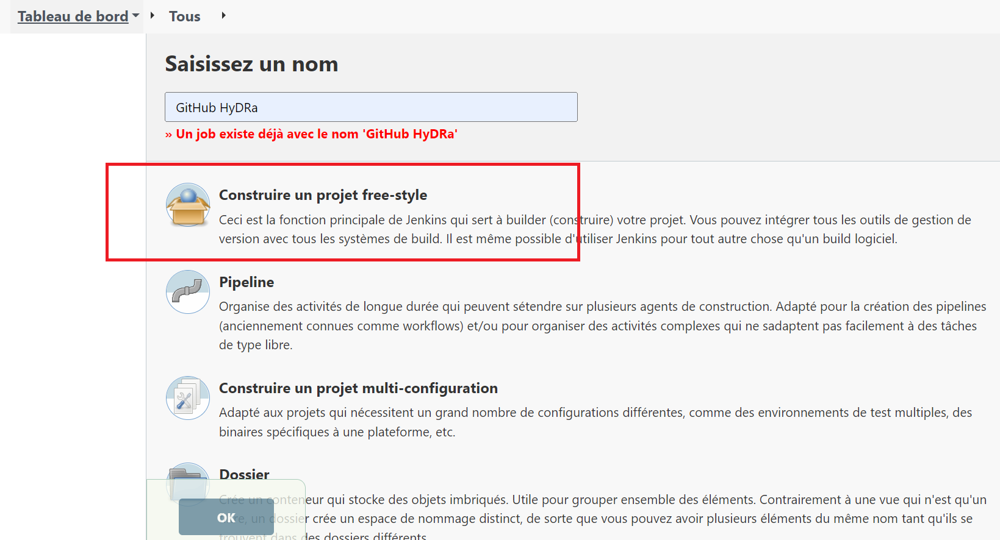 Tableau de bord Tous
Saisissez un nom
GitHub HyDRa
» Un job existe déjà avec le nom 'GitHub HyDRa'
Construire un projet free-style
Ceci est la fonction principale de Jenkins qui sert à builder (construire) votre projet. Vous pouvez intégrer tous les outils de gestion de
version avec tous les systèmes de build. Il est même possible d'utiliser Jenkins pour tout autre chose qu'un build logiciel.
Pipeline
Organise des activités de longue durée qui peuvent sétendre sur plusieurs agents de construction. Adapté pour la création des pipelines
(anciennement connues comme workflows) et/ou pour organiser des activités complexes qui ne sadaptent pas facilement à des tâches
de type libre.
Construire un projet multi-configuration
Adapté aux projets qui nécessitent un grand nombre de configurations différentes, comme des environnements de test multiples, des
binaires spécifiques à une plateforme, etc.
Dossier
Crée un conteneur qui stocke des objets imbriqués. Utile pour grouper ensemble des éléments. Contrairement à une vue qui n'est qu'un
un dossier crée un espace de nommage distinct, de sorte que vous pouvez avoir plusieurs éléments du même nom tant qu'ils se
OK
trouvent dans des dossiers différents.